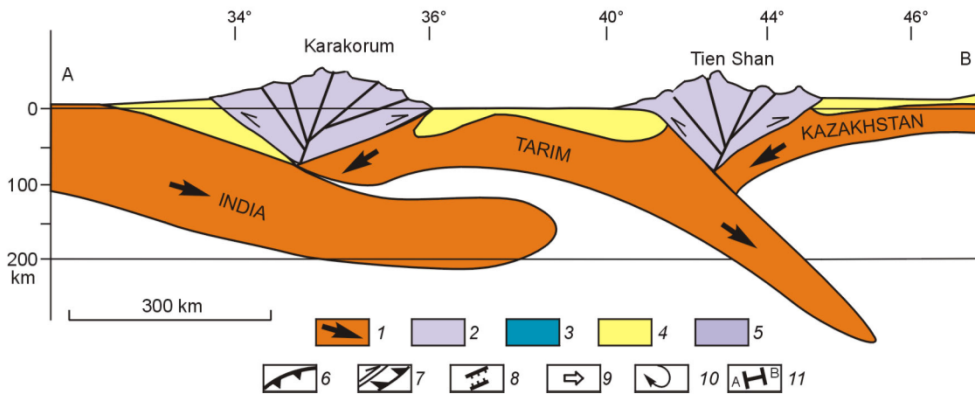 34° 36° 40° 44° 46°
Karakorum Tien Shan
A B
0
KAZAKHSTAN
TARIM
100
INDIA
200
km
300 km
1 2 3 4 5
6 7 8 9 10 A B 11